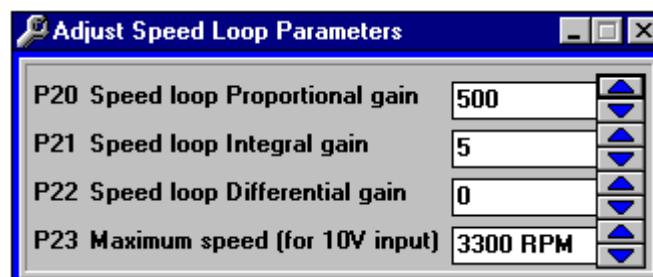 Adjust Speed Loop Parameters
P20 Speed loop Proportional gain 500
P21 Speed loop Integral gain 5
P22 Speed loop Differential gain 0
P23 Maximum speed (for 10V input) 3300 RPM